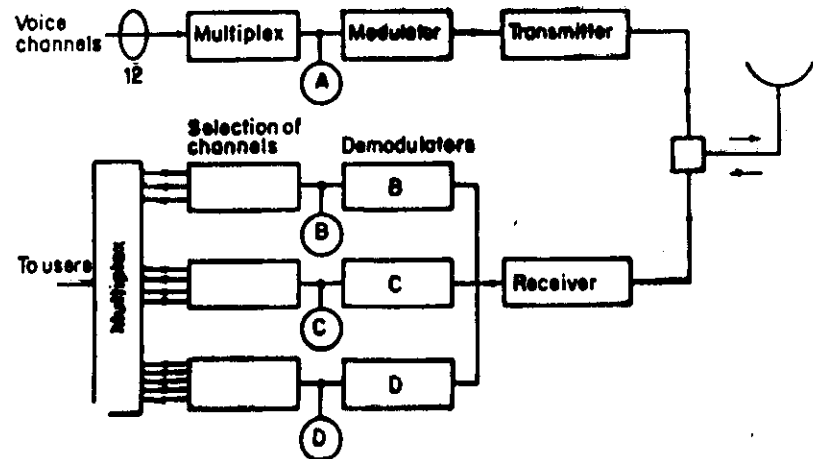 Voice channels
12
Multiplex
Modulator
Transmitter
A
Selection of channels
Demodulators
B
B
To users
Multiplex
C
C
Receiver
D
D